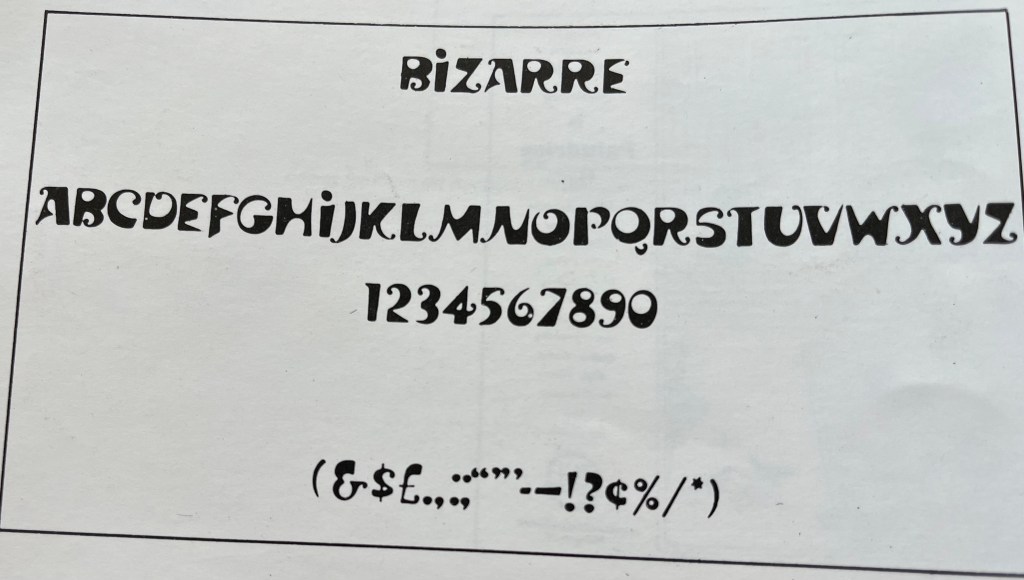 BiZARRE
ABCDEFGHiJKLMNOPQRSTUVWXYZ
1234567890
(&$£.,:;“”’-—!?¢%/*)